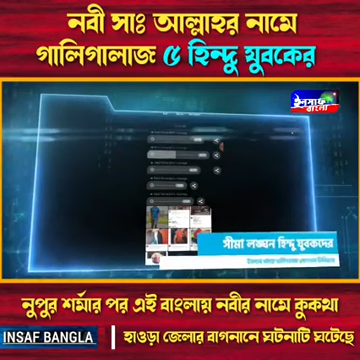 নবী সাঃ আল্লাহর নামে
গালিগালাজ ৫ হিন্দু যুবকের
ইনসাফ
বাংলা
সীমা লঙ্ঘন হিন্দু যুবকদের
নুপুর শর্মার পর এই বাংলায় নবীর নামে কুকথা
INSAF BANGLA
হাওড়া জেলার বাগনানে ঘটনাটি ঘটেছে